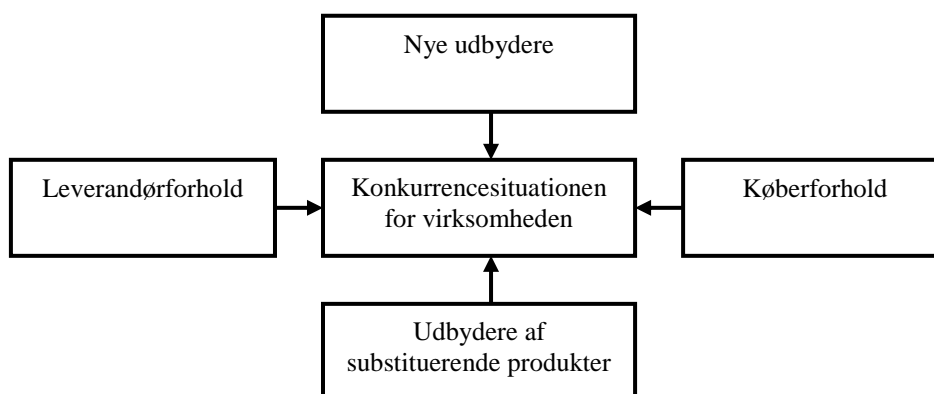 Nye udbydere
Leverandørforhold
Konkurrencesituationen
for virksomheden
Køberforhold
Udbydere af
substituerende produkter